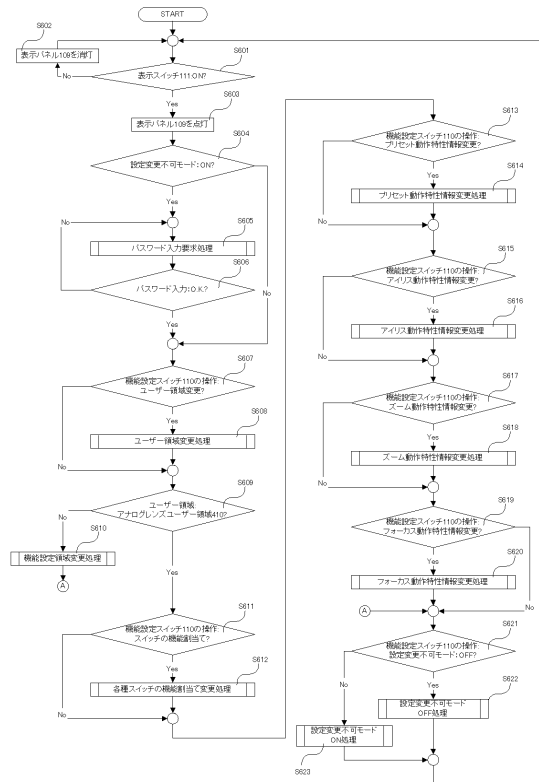 START
S602
表示パネル109を消灯
S601
表示スイッチ111:ON?
No
Yes
S603
表示パネル109を点灯
S604
設定変更不可モード:ON?
Yes
No
S605
パスワード入力要求処理
S606
パスワード入力:O.K.?
No
Yes
S607
機能設定スイッチ110の操作:
ユーザー領域変更?
Yes
S608
ユーザー領域変更処理
No
S609
ユーザー領域
アナログレンズユーザー領域410?
No
S610
機能設定領域変更処理
A
Yes
S611
機能設定スイッチ110の操作:
スイッチの機能割当て?
Yes
S612
各種スイッチの機能割当て変更処理
No
S613
機能設定スイッチ110の操作:
プリセット動作特性情報変更?
Yes
S614
プリセット動作特性情報変更処理
No
S615
機能設定スイッチ110の操作:
アイリス動作特性情報変更?
Yes
S616
アイリス動作特性情報変更処理
No
S617
機能設定スイッチ110の操作:
ズーム動作特性情報変更?
Yes
S618
ズーム動作特性情報変更処理
No
S619
機能設定スイッチ110の操作:
フォーカス動作特性情報変更?
Yes
S620
フォーカス動作特性情報変更処理
No
A
S621
機能設定スイッチ110の操作:
設定変更不可モード:OFF?
Yes
S622
設定変更不可モード
OFF処理
No
設定変更不可モード
ON処理
S623